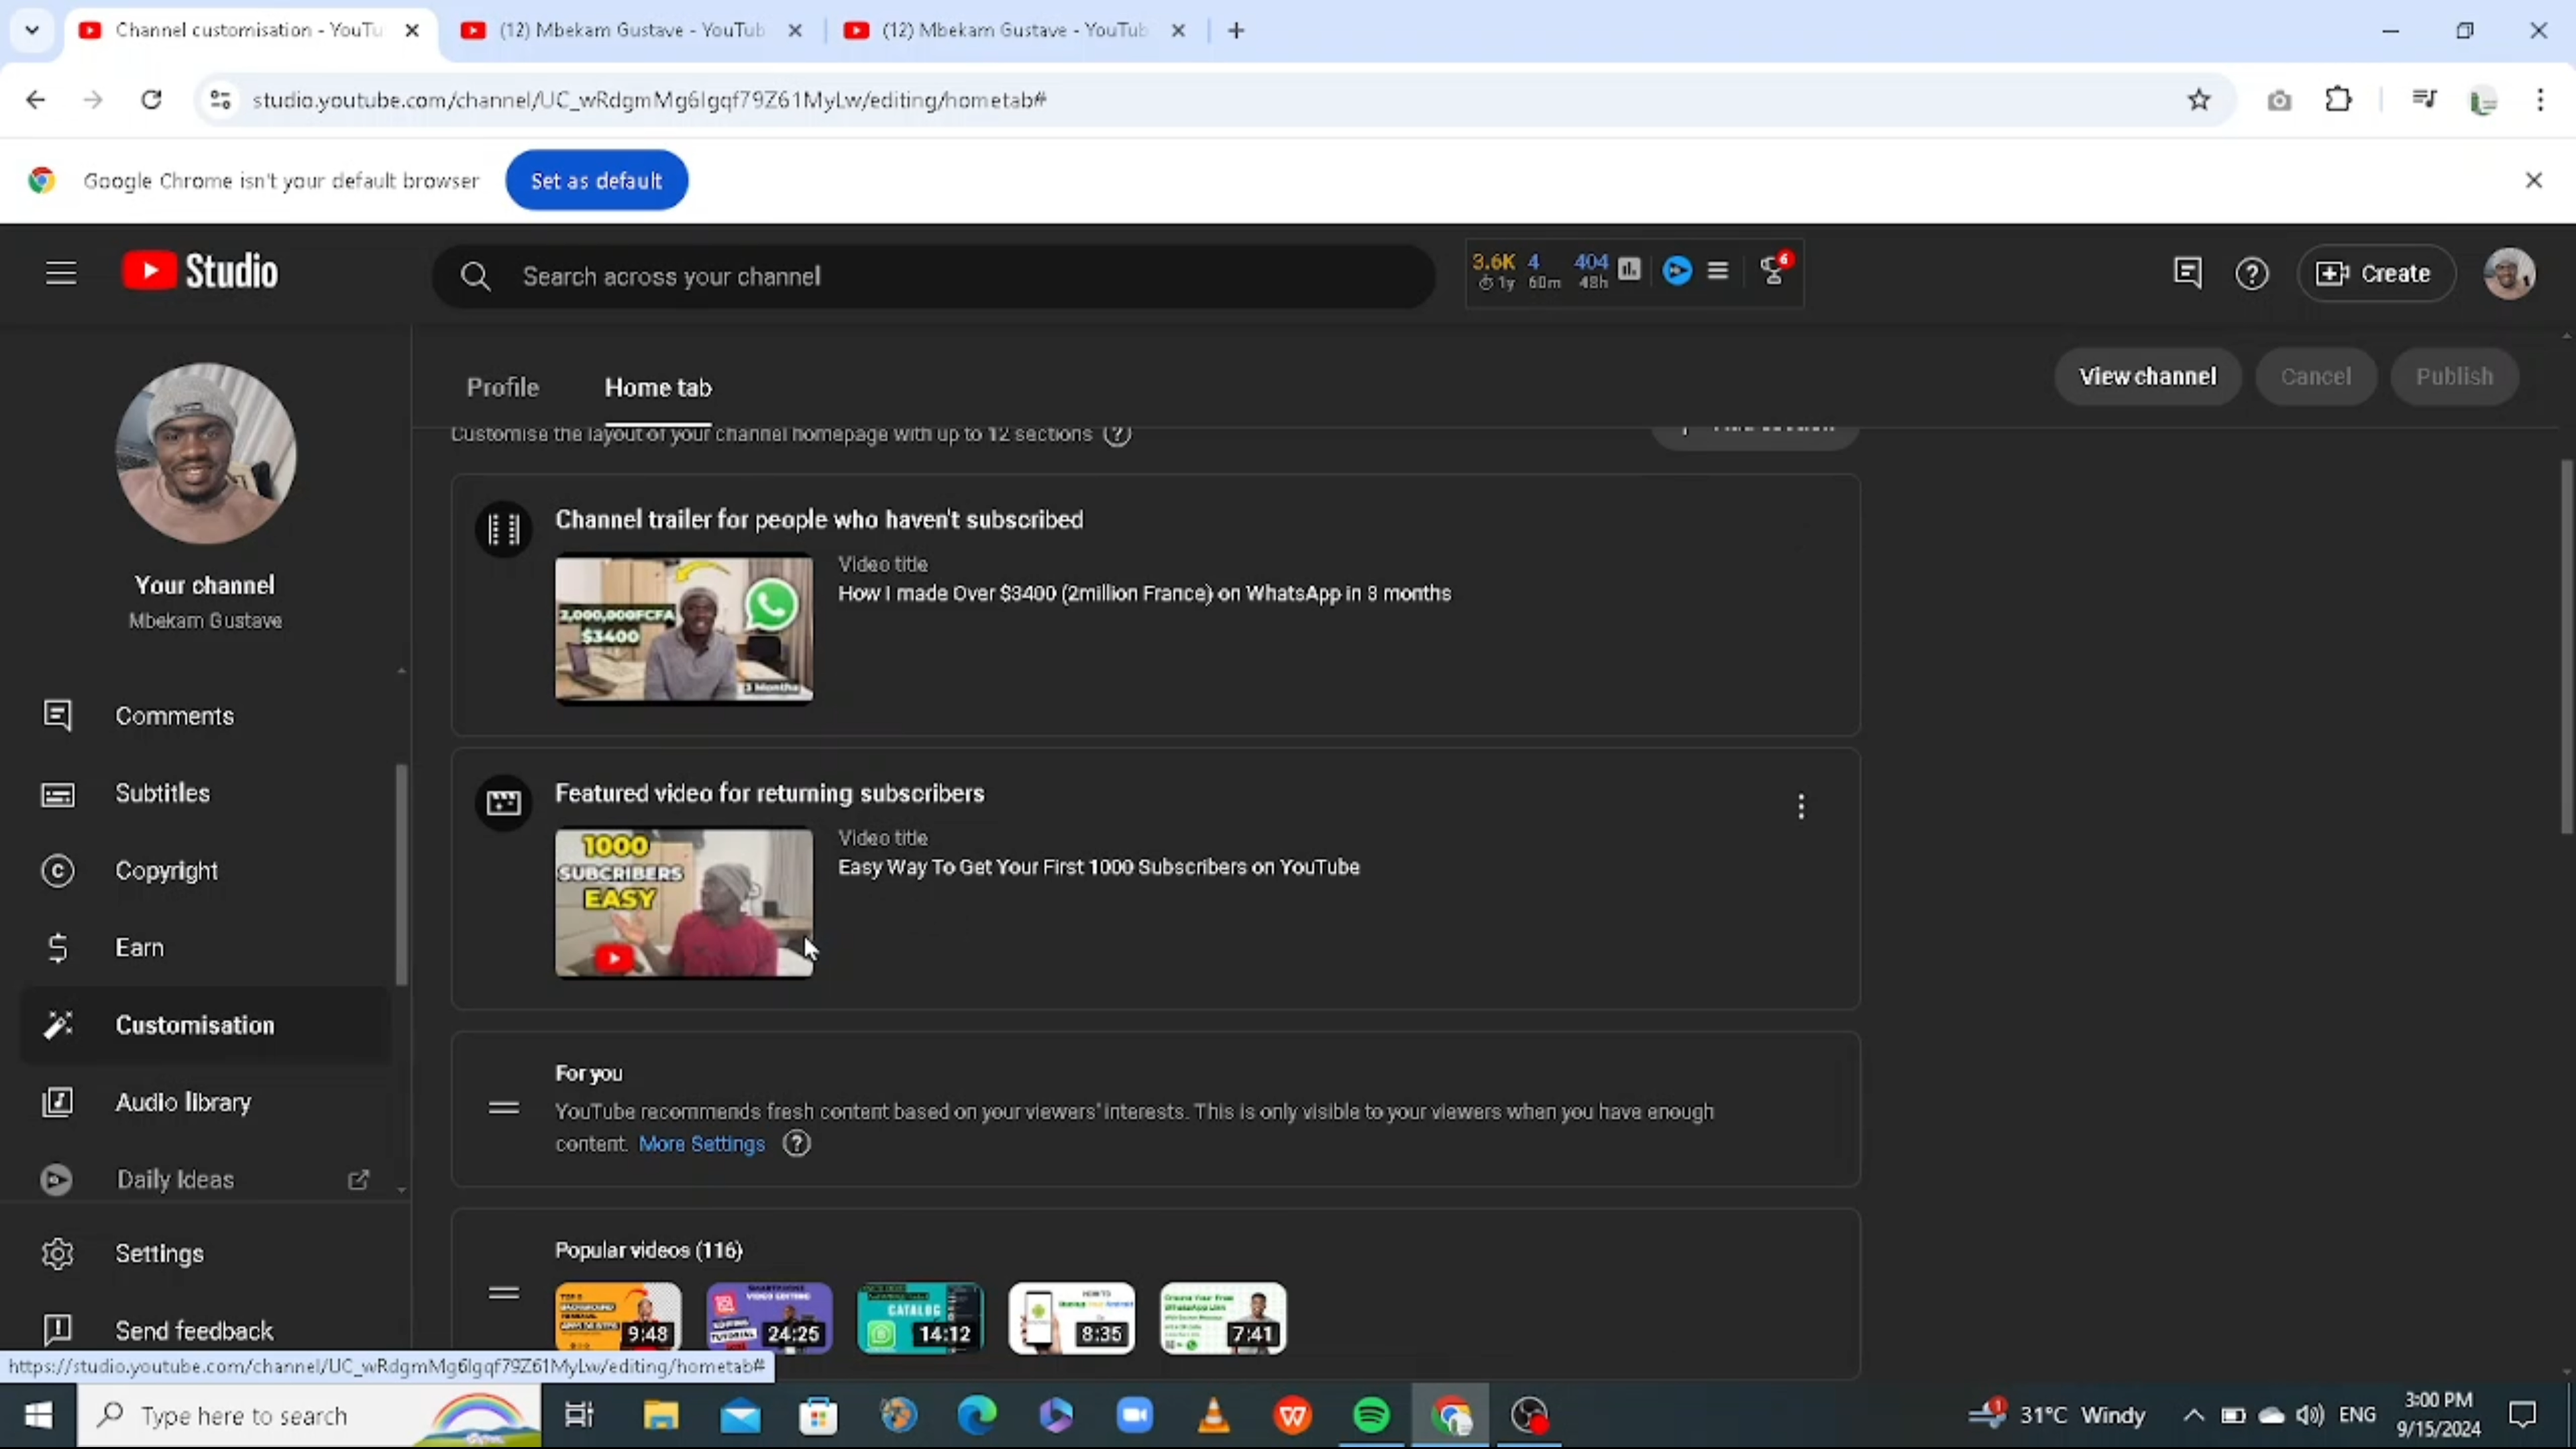 Channel customisation - YouTu
(12) Mbekam Gustave - YouTub
(12) Mbekam Gustave - YouTub
studio.youtube.com/channel/UC_wRdgmMg6Igqf79Z61MyLw/editing/hometab#
Google Chrome isn't your default browser
Set as default
Studio
Search across your channel
3.6K 4 404
1y 60m 48h
6
Create
Your channel
Mbekam Gustave
Profile
Home tab
View channel
Cancel
Publish
Customise the layout of your channel homepage with up to 12 sections
Channel trailer for people who haven't subscribed
2,000,000FCFA
$3400
3 Months
Video title
How I made Over $3400 (2million France) on WhatsApp in 3 months
Featured video for returning subscribers
1000
SUBCRIBERS
EASY
Video title
Easy Way To Get Your First 1000 Subscribers on YouTube
For you
YouTube recommends fresh content based on your viewers' interests. This is only visible to your viewers when you have enough
content. More Settings
Popular videos (116)
9:48
24:25
CATALOG
14:12
8:35
7:41
Comments
Subtitles
Copyright
Earn
Customisation
Audio library
Daily Ideas
Settings
Send feedback
https://studio.youtube.com/channel/UC_wRdgmMg6Igqf79Z61MyLw/editing/hometab#
Type here to search
1
31°C Windy
ENG
3:00 PM
9/15/2024